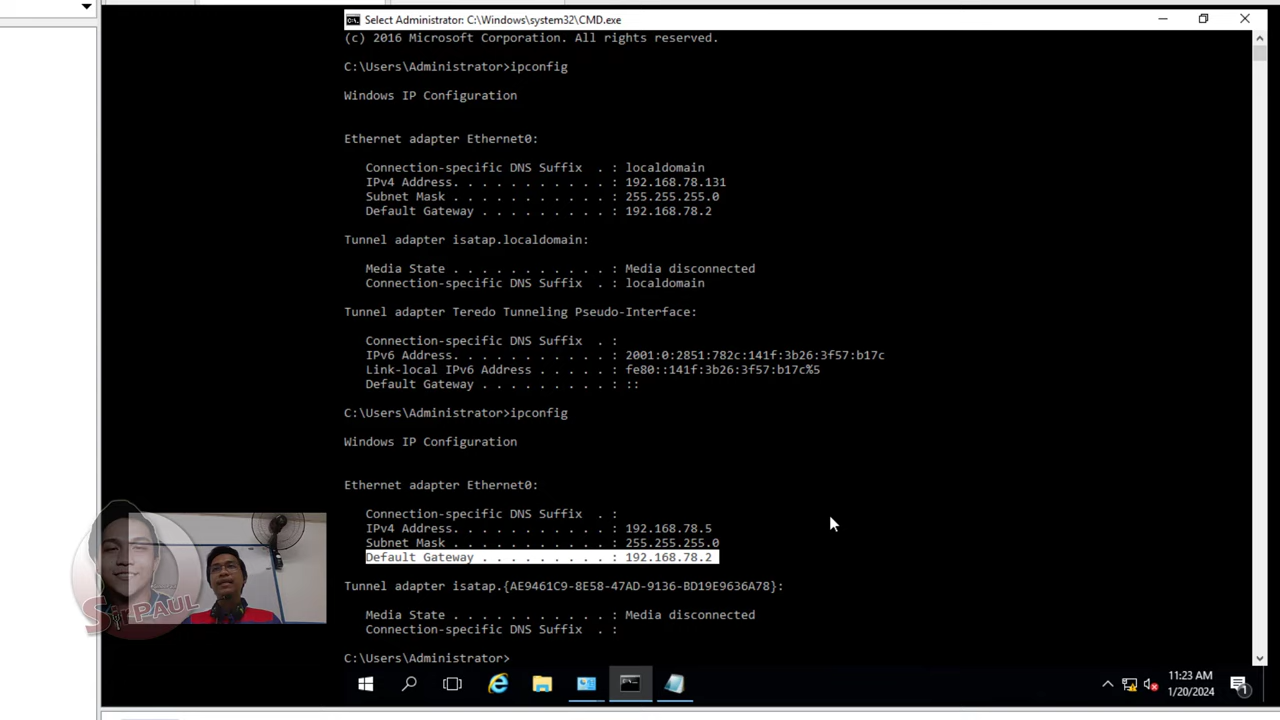 Select Administrator: C:\Windows\system32\CMD.exe
(c) 2016 Microsoft Corporation. All rights reserved.
C:\Users\Administrator>ipconfig
Windows IP Configuration
Ethernet adapter Ethernet0:
Connection-specific DNS Suffix  . : localdomain
IPv4 Address. . . . . . . . . . . : 192.168.78.131
Subnet Mask . . . . . . . . . . . : 255.255.255.0
Default Gateway . . . . . . . . . : 192.168.78.2
Tunnel adapter isatap.localdomain:
Media State . . . . . . . . . . . : Media disconnected
Connection-specific DNS Suffix  . : localdomain
Tunnel adapter Teredo Tunneling Pseudo-Interface:
Connection-specific DNS Suffix  . :
IPv6 Address. . . . . . . . . . . : 2001:0:2851:782c:141f:3b26:3f57:b17c
Link-local IPv6 Address . . . . . : fe80::141f:3b26:3f57:b17c%5
Default Gateway . . . . . . . . . : ::
C:\Users\Administrator>ipconfig
Windows IP Configuration
Ethernet adapter Ethernet0:
Connection-specific DNS Suffix  . :
IPv4 Address. . . . . . . . . . . : 192.168.78.5
Subnet Mask . . . . . . . . . . . : 255.255.255.0
Default Gateway . . . . . . . . . : 192.168.78.2
Tunnel adapter isatap.{AE9461C9-8E58-47AD-9136-BD19E9636A78}:
Media State . . . . . . . . . . . : Media disconnected
Connection-specific DNS Suffix  . :
C:\Users\Administrator>
SirPAUL
11:23 AM
1/20/2024
1